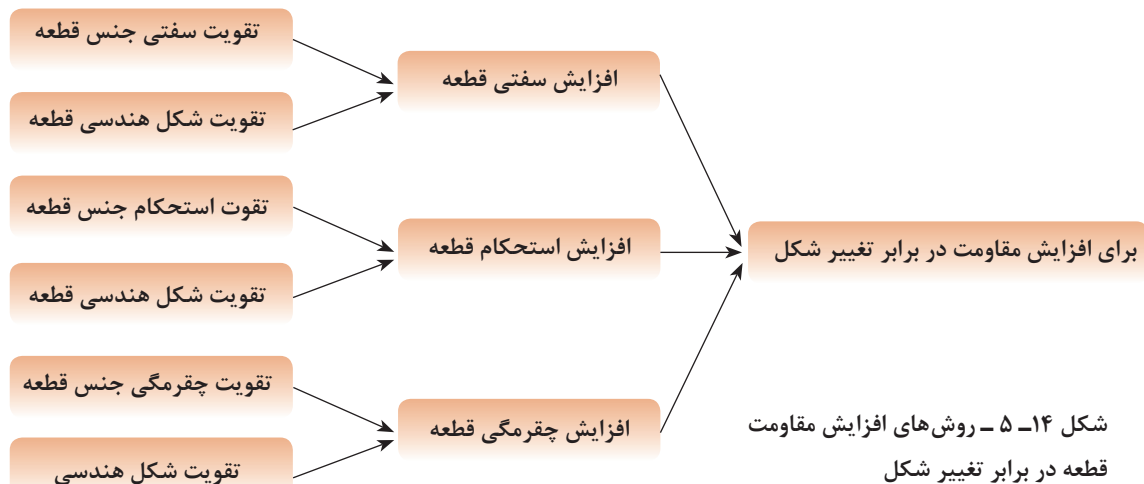 تقویت سفتی جنس قطعه
تقویت شکل هندسی قطعه
افزایش سفتی قطعه
تقوت استحکام جنس قطعه
تقویت شکل هندسی قطعه
افزایش استحکام قطعه
برای افزایش مقاومت در برابر تغییر شکل
تقویت چقرمگی جنس قطعه
تقویت شکل هندسی
افزایش چقرمگی قطعه
شکل ۱۴ــ ۵ ــ روش‌های افزایش مقاومت
قطعه در برابر تغییر شکل